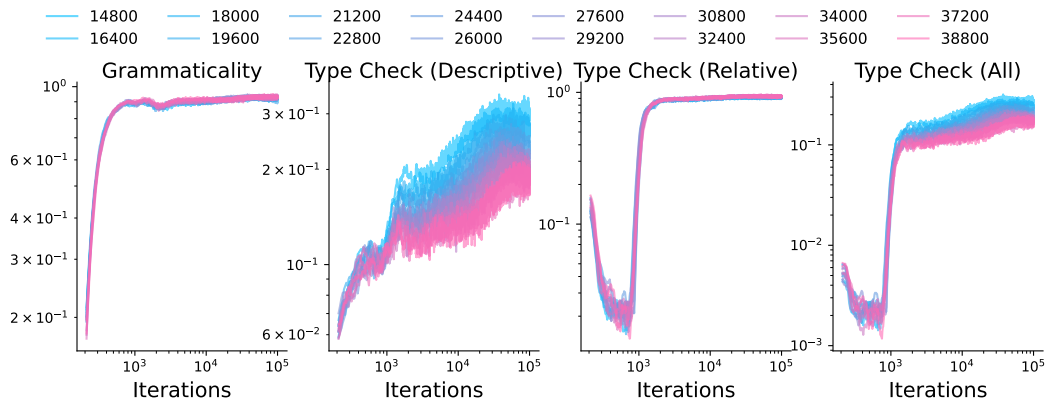 14800 18000 21200 24400 27600 30800 34000 37200
16400 19600 22800 26000 29200 32400 35600 38800
Grammaticality Type Check (Descriptive) Type Check (Relative) Type Check (All)
10⁰
6 × 10⁻¹
4 × 10⁻¹
3 × 10⁻¹
2 × 10⁻¹
10³ 10⁴ 10⁵
Iterations
3 × 10⁻¹
2 × 10⁻¹
10⁻¹
6 × 10⁻²
10³ 10⁴ 10⁵
Iterations
10⁰
10⁻¹
10³ 10⁴ 10⁵
Iterations
10⁻¹
10⁻²
10⁻³
10³ 10⁴ 10⁵
Iterations